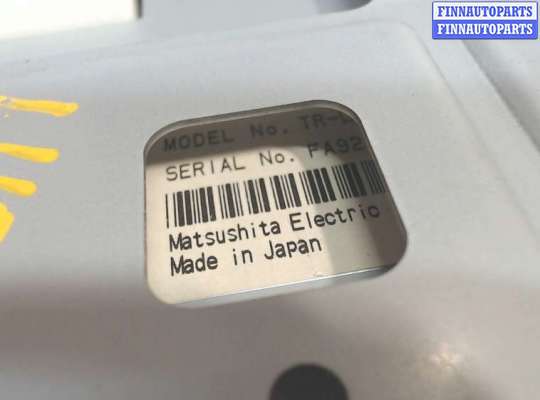 FINNAUTOPARTS
FINNAUTOPARTS
MODEL No. TR-
SERIAL No. FA92
Matsushita Electric
Made in Japan